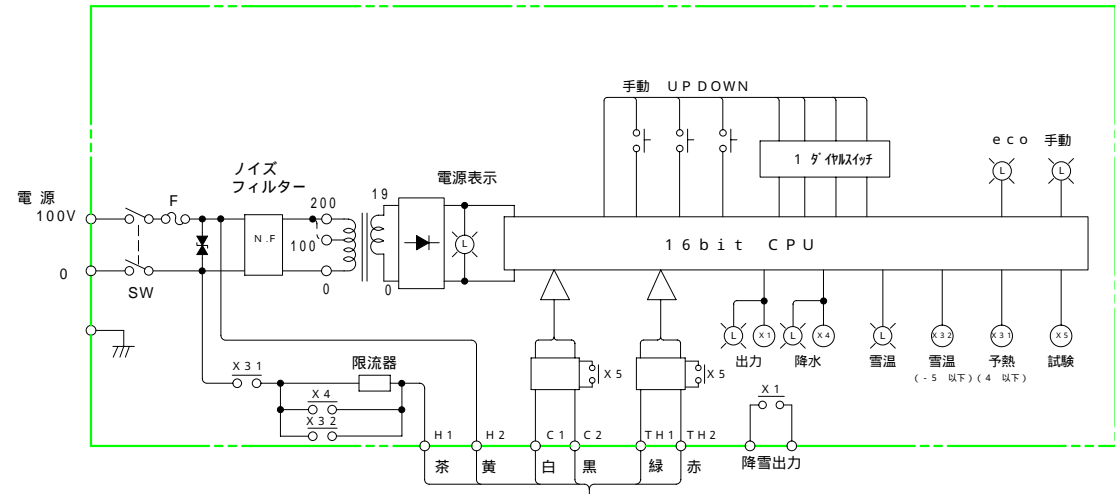 手動 UP DOWN
eco 手動
1 ﾀﾞｲﾔﾙスイッチ
ノイズ
フィルター
電源表示
電源
100V
0
F
SW
N.F
200
100
0
19
0
L
16bit CPU
L
L
L
X1
L
X4
L
X32
X31
X5
出力
降水
雪温
雪温
予熱
試験
(-5 以下)
(4 以下)
X31
限流器
X4
X32
X5
X5
X1
H1
H2
C1
C2
TH1
TH2
茶
黄
白
黒
緑
赤
降雪出力